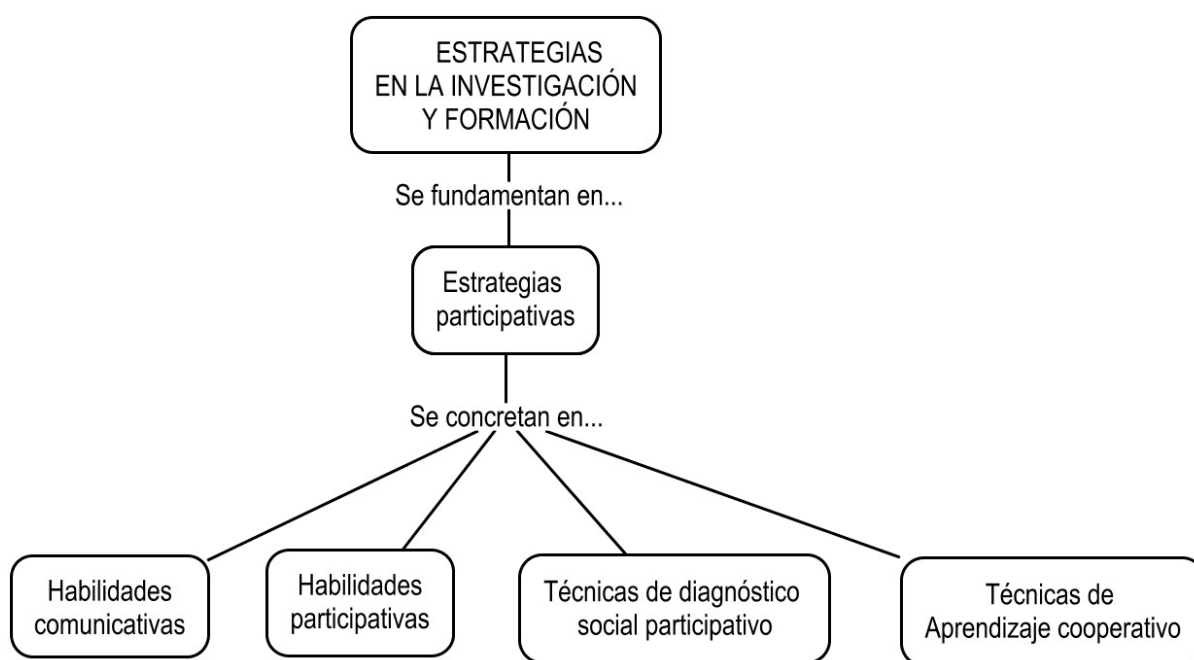 ESTRATEGIAS
EN LA INVESTIGACIÓN
Y FORMACIÓN
Se fundamentan en...
Estrategias
participativas
Se concretan en...
Habilidades
comunicativas
Habilidades
participativas
Técnicas de diagnóstico
social participativo
Técnicas de
Aprendizaje cooperativo